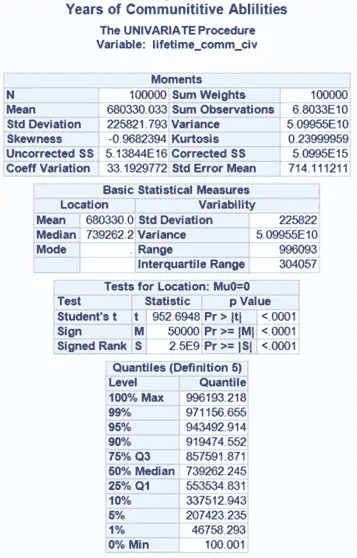 Years of Communititive Ablilities
The UNIVARIATE Procedure
Variable: lifetime_comm_civ
Moments
N 100000 Sum Weights 100000
Mean 680330.033 Sum Observations 6.8033E10
Std Deviation 225821.793 Variance 5.09955E10
Skewness -0.9682394 Kurtosis 0.23999959
Uncorrected SS 5.13844E16 Corrected SS 5.0995E15
Coeff Variation 33.1929772 Std Error Mean 714.111211
Basic Statistical Measures
Location Variability
Mean 680330.0 Std Deviation 225822
Median 739262.2 Variance 5.09955E10
Mode . Range 996093
Interquartile Range 304057
Tests for Location: Mu0=0
Test Statistic p Value
Student's t t 952.6948 Pr > |t| <.0001
Sign M 50000 Pr >= |M| <.0001
Signed Rank S 2.5E9 Pr >= |S| <.0001
Quantiles (Definition 5)
Level Quantile
100% Max 996193.218
99% 971156.655
95% 943492.914
90% 919474.552
75% Q3 857591.871
50% Median 739262.245
25% Q1 553534.831
10% 337512.943
5% 207423.235
1% 46758.293
0% Min 100.001